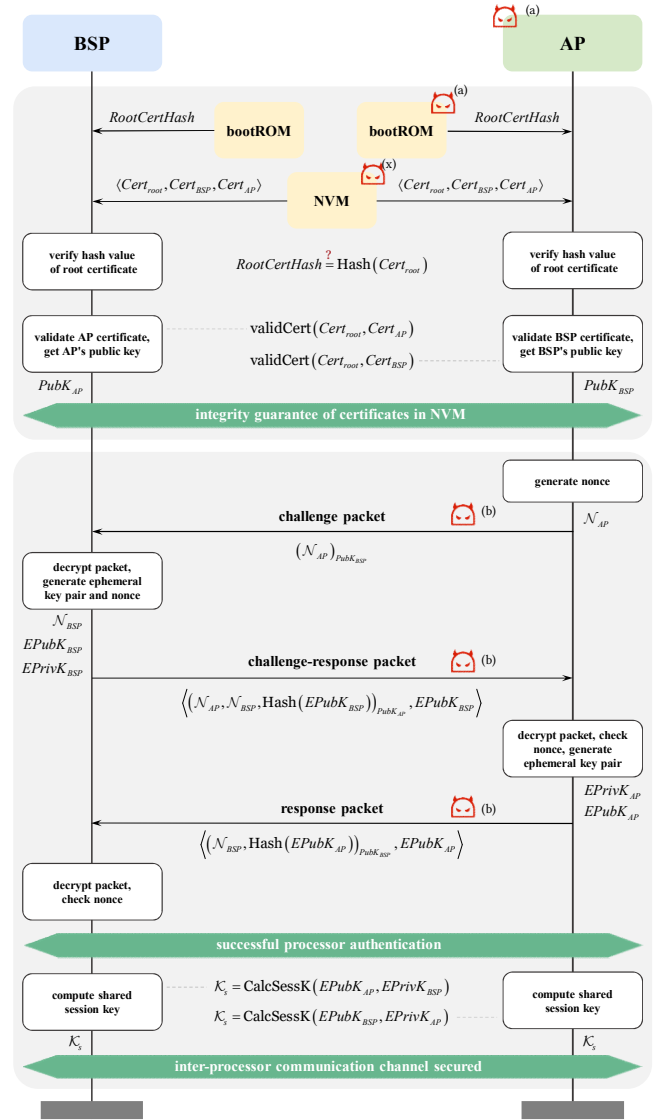 (a)
BSP
AP
(a)
RootCertHash
bootROM
bootROM
RootCertHash
(x)
⟨Cert_root, Cert_BSP, Cert_AP⟩
NVM
⟨Cert_root, Cert_BSP, Cert_AP⟩
verify hash value
of root certificate
RootCertHash ?= Hash(Cert_root)
verify hash value
of root certificate
validate AP certificate,
get AP's public key
validCert(Cert_root, Cert_AP)
validCert(Cert_root, Cert_BSP)
validate BSP certificate,
get BSP's public key
PubK_AP
PubK_BSP
integrity guarantee of certificates in NVM
generate nonce
challenge packet
(b)
𝒩_AP
(𝒩_AP)_PubK_BSP
decrypt packet,
generate ephemeral
key pair and nonce
𝒩_BSP
EPubK_BSP
EPrivK_BSP
challenge-response packet
(b)
⟨(𝒩_AP, 𝒩_BSP, Hash(EPubK_BSP))_PubK_AP, EPubK_BSP⟩
decrypt packet, check
nonce, generate
ephemeral key pair
EPrivK_AP
EPubK_AP
response packet
(b)
⟨(𝒩_BSP, Hash(EPubK_AP))_PubK_BSP, EPubK_AP⟩
decrypt packet,
check nonce
successful processor authentication
compute shared
session key
𝒦_s = CalcSessK(EPubK_AP, EPrivK_BSP)
𝒦_s = CalcSessK(EPubK_BSP, EPrivK_AP)
compute shared
session key
𝒦_s
𝒦_s
inter-processor communication channel secured